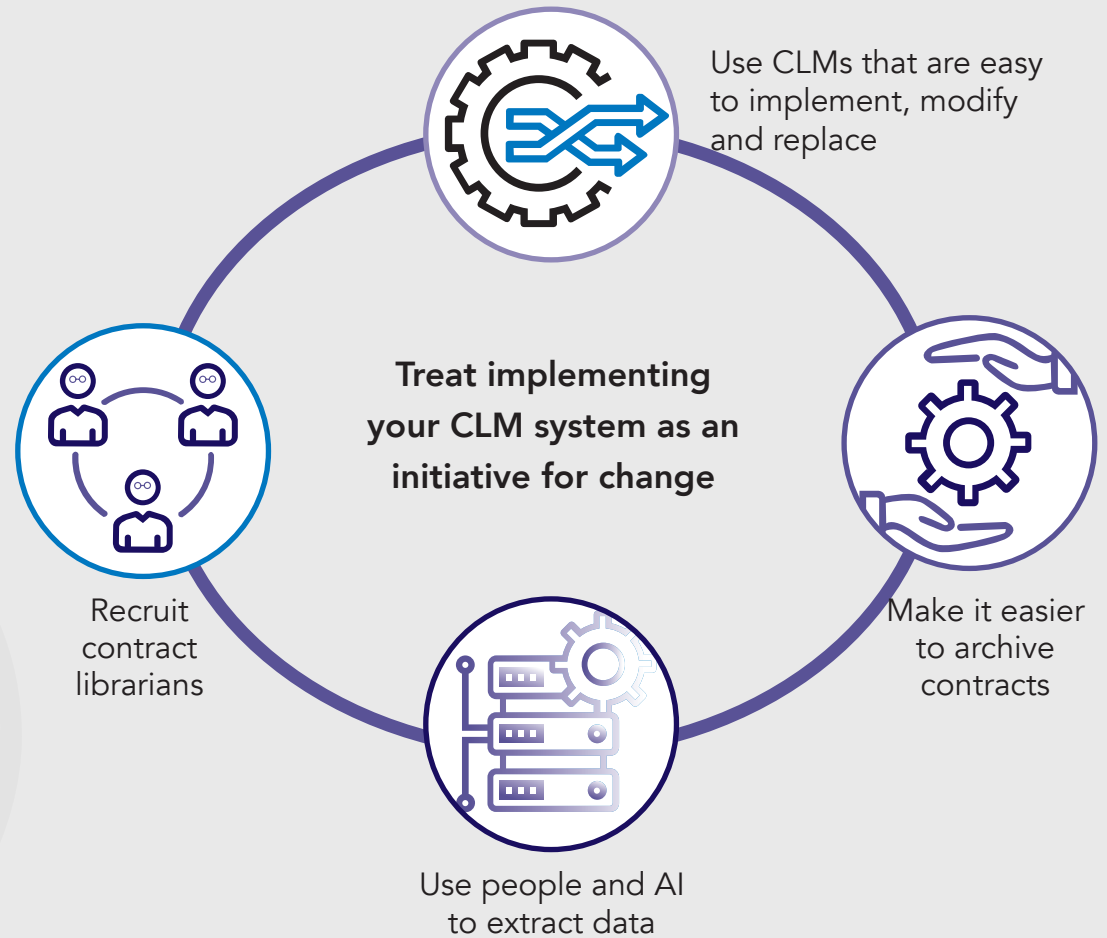 Use CLMs that are easy
to implement, modify
and replace
Treat implementing
your CLM system as an
initiative for change
Recruit
contract
librarians
Make it easier
to archive
contracts
Use people and AI
to extract data